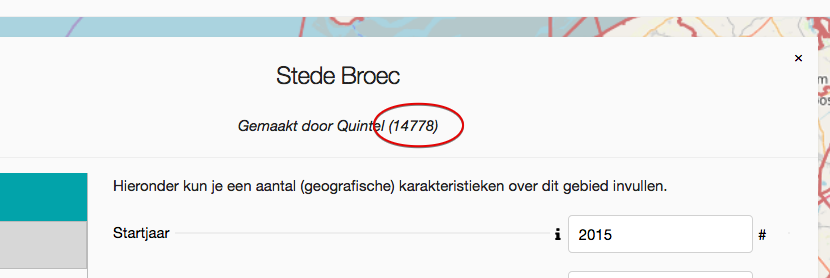 ×
Stede Broec
Gemaakt door Quintel (14778)
Hieronder kun je een aantal (geografische) karakteristieken over dit gebied invullen.
Startjaar i 2015 #